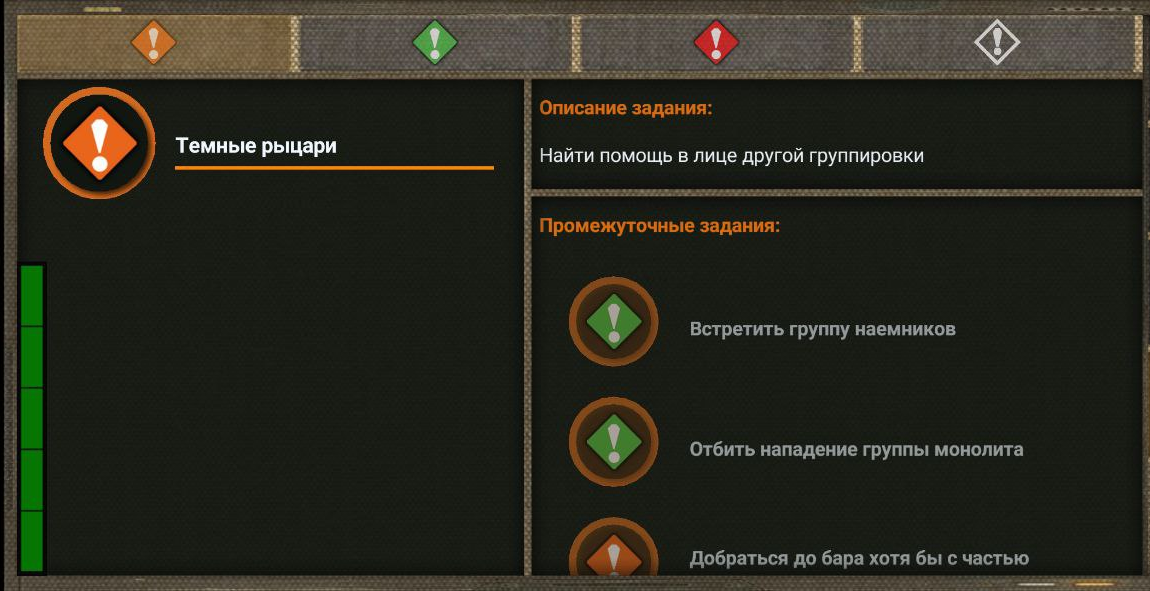 Темные рыцари
Описание задания:
Найти помощь в лице другой группировки
Промежуточные задания:
Встретить группу наемников
Отбить нападение группы монолита
Добраться до бара хотя бы с частью